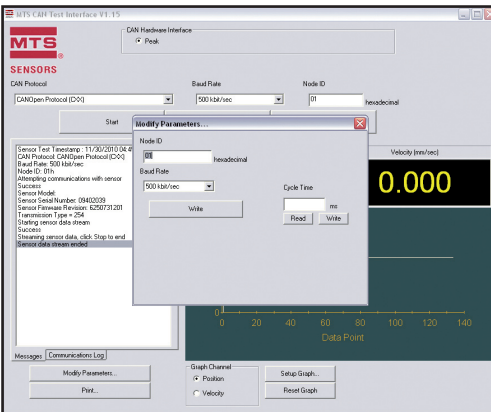 MTS CAN Test Interface V1.15
MTS
®
SENSORS
CAN Hardware Interface
Peak
CAN Protocol
Baud Rate
Node ID
CANOpen Protocol (CXX)
500 kbit/sec
01
hexadecimal
Start
Modify Parameters...
Node ID
01
hexadecimal
Baud Rate
500 kbit/sec
Write
Cycle Time
ms
Read
Write
Sensor Test Timestamp : 11/30/2010 04:4
CAN Protocol: CANOpen Protocol (CXX)
Baud Rate: 500 kbit/sec
Node ID: 01h
Attempting communications with sensor
Success
Sensor Model:
Sensor Serial Number: 09402039
Sensor Firmware Revision: 6250731201
Transmission Type = 254
Starting sensor data stream
Success
Streaming sensor data, click Stop to end
Sensor data stream ended
Velocity (mm/sec)
0.000
0
0 20 40 60 80 100 120 140
Data Point
Messages
Communications Log
Modify Parameters...
Print...
Graph Channel
Position
Velocity
Setup Graph...
Reset Graph